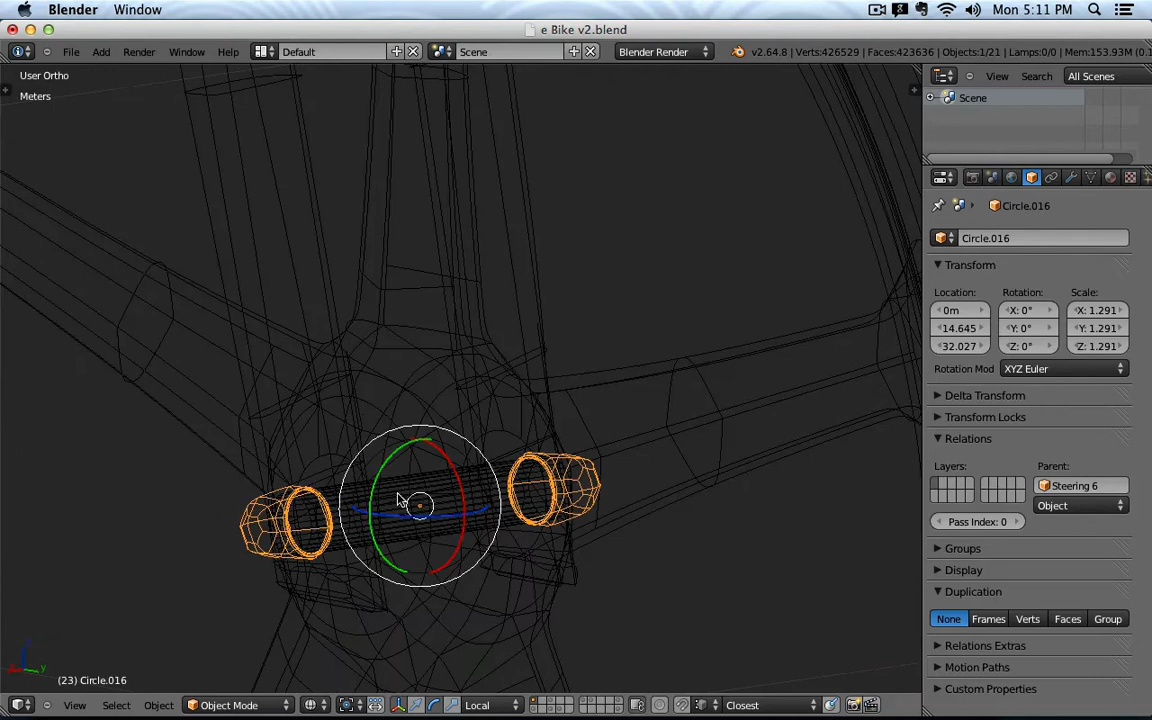 Blender Window Mon 5:11 PM
e Bike v2.blend
File Add Render Window Help Default Scene Blender Render v2.64.8 | Verts:426529 | Faces:423636 | Objects:1/21 | Lamps:0/0 | Mem:153.93M (0.1
User Ortho
Meters
View Search All Scenes
Scene
Circle.016
Circle.016
Transform
Location: Rotation: Scale:
0m X: 0° X: 1.291
14.645 Y: 0° Y: 1.291
32.027 Z: 0° Z: 1.291
Rotation Mod XYZ Euler
Delta Transform
Transform Locks
Relations
Layers: Parent:
Steering 6
Object
Pass Index: 0
Groups
Display
Duplication
None Frames Verts Faces Group
Relations Extras
Motion Paths
Custom Properties
(23) Circle.016
View Select Object Object Mode Local Closest